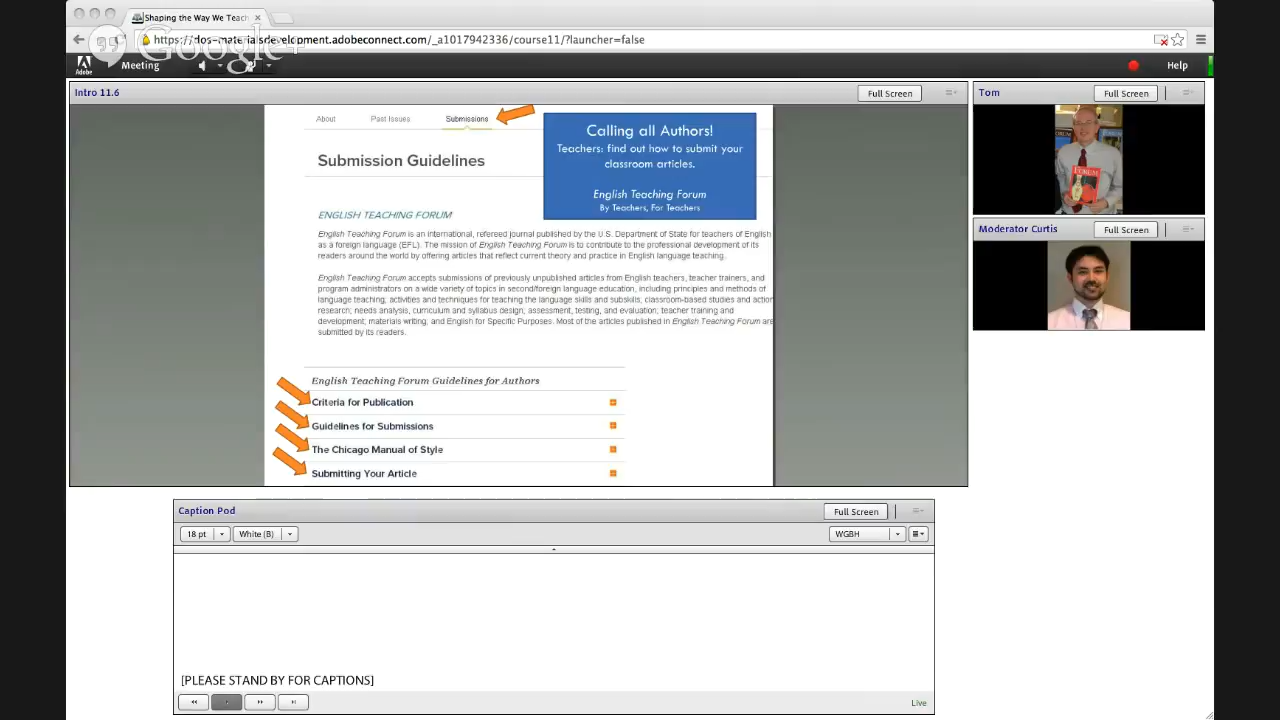 Shaping the Way We Teach
Google+
https://dos-materialsdevelopment.adobeconnect.com/_a1017942336/course11/?launcher=false
Adobe
Meeting
Help
Intro 11.6
Full Screen
Tom
Full Screen
About
Past Issues
Submissions
Calling all Authors!
Teachers: find out how to submit your
classroom articles.
English Teaching Forum
By Teachers, For Teachers
Submission Guidelines
FORUM
Moderator Curtis
Full Screen
ENGLISH TEACHING FORUM
English Teaching Forum is an international, refereed journal published by the U.S. Department of State for teachers of English
as a foreign language (EFL). The mission of English Teaching Forum is to contribute to the professional development of its
readers around the world by offering articles that reflect current theory and practice in English language teaching.
English Teaching Forum accepts submissions of previously unpublished articles from English teachers, teacher trainers, and
program administrators on a wide variety of topics in second/foreign language education, including principles and methods of
language teaching; activities and techniques for teaching the language skills and subskills; classroom-based studies and action
research; needs analysis, curriculum and syllabus design; assessment, testing, and evaluation; teacher training and
development; materials writing, and English for Specific Purposes. Most of the articles published in English Teaching Forum are
submitted by its readers.
English Teaching Forum Guidelines for Authors
Criteria for Publication
Guidelines for Submissions
The Chicago Manual of Style
Submitting Your Article
Caption Pod
Full Screen
18 pt
White (B)
WGBH
[PLEASE STAND BY FOR CAPTIONS]
Live